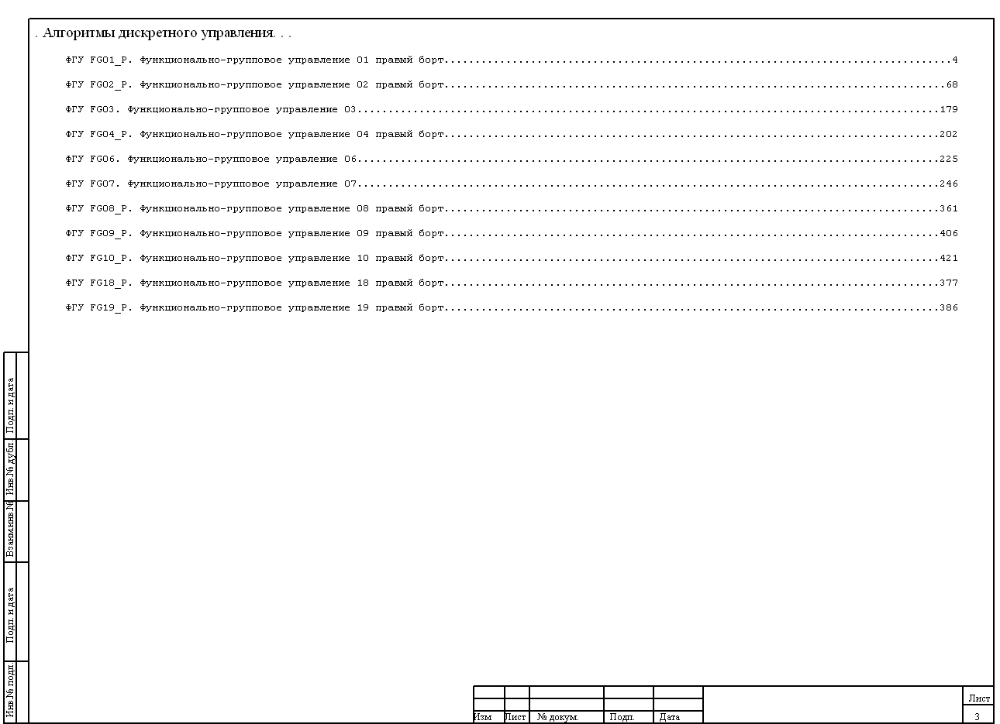 . Алгоритмы дискретного управления. . .
ФГУ FG01_P. Функционально-групповое управление 01 правый борт..................................................................................4
ФГУ FG02_P. Функционально-групповое управление 02 правый борт.................................................................................68
ФГУ FG03. Функционально-групповое управление 03..............................................................................................179
ФГУ FG04_P. Функционально-групповое управление 04 правый борт................................................................................202
ФГУ FG06. Функционально-групповое управление 06..............................................................................................225
ФГУ FG07. Функционально-групповое управление 07..............................................................................................246
ФГУ FG08_P. Функционально-групповое управление 08 правый борт................................................................................361
ФГУ FG09_P. Функционально-групповое управление 09 правый борт................................................................................406
ФГУ FG10_P. Функционально-групповое управление 10 правый борт................................................................................421
ФГУ FG18_P. Функционально-групповое управление 18 правый борт................................................................................377
ФГУ FG19_P. Функционально-групповое управление 19 правый борт................................................................................386
Подп. и дата
Инв.№ дубл.
Взаим.инв.№
Подп. и дата
Инв.№ подл.
Изм Лист № докум. Подп. Дата
Лист
3